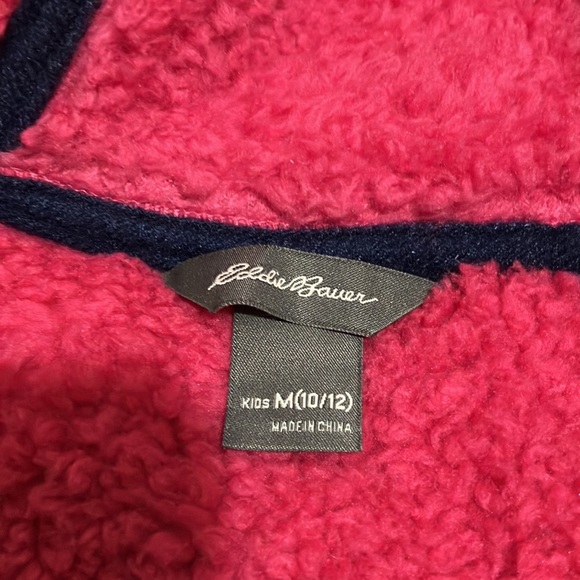 Eddie Bauer
KIDS M(10/12)
MADE IN CHINA